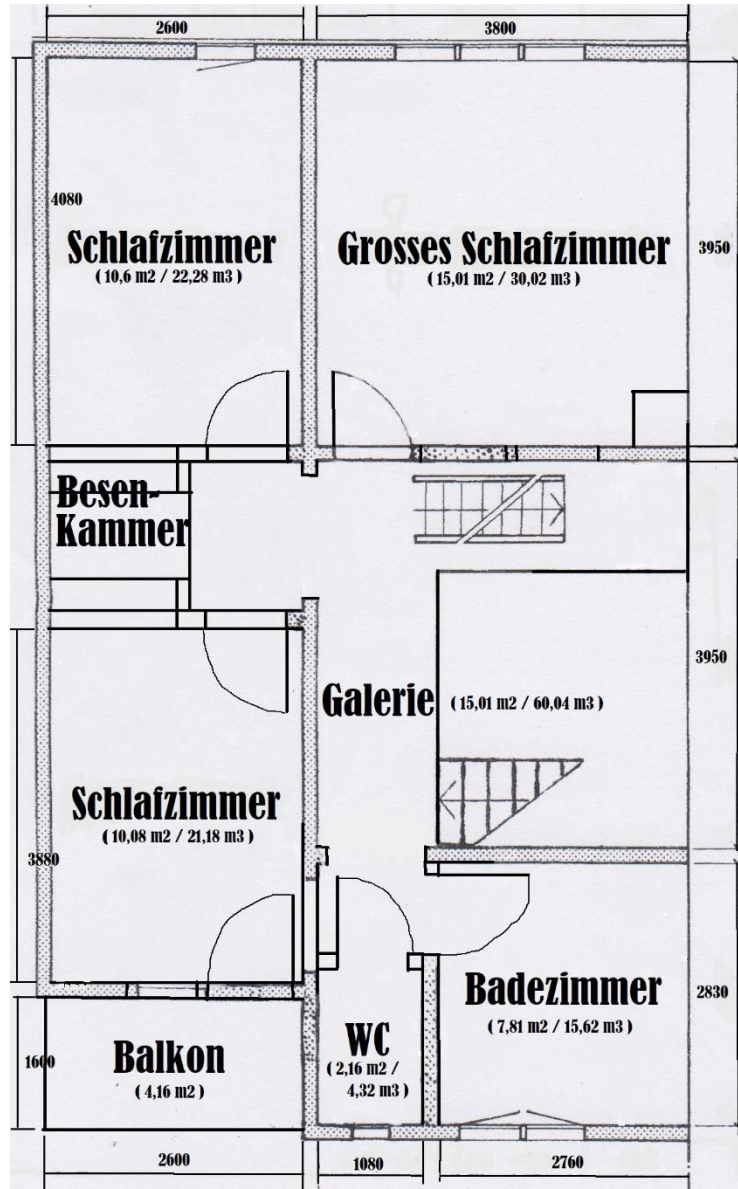 2600
3800
4080
Schlafzimmer
( 10,6 m2 / 22,28 m3 )
Grosses Schlafzimmer
( 15,01 m2 / 30,02 m3 )
3950
Besen-
Kammer
Galerie
( 15,01 m2 / 60,04 m3 )
3950
Schlafzimmer
( 10,08 m2 / 21,18 m3 )
3880
Badezimmer
( 7,81 m2 / 15,62 m3 )
2830
WC
( 2,16 m2 /
4,32 m3 )
Balkon
( 4,16 m2 )
1600
2600
1080
2760